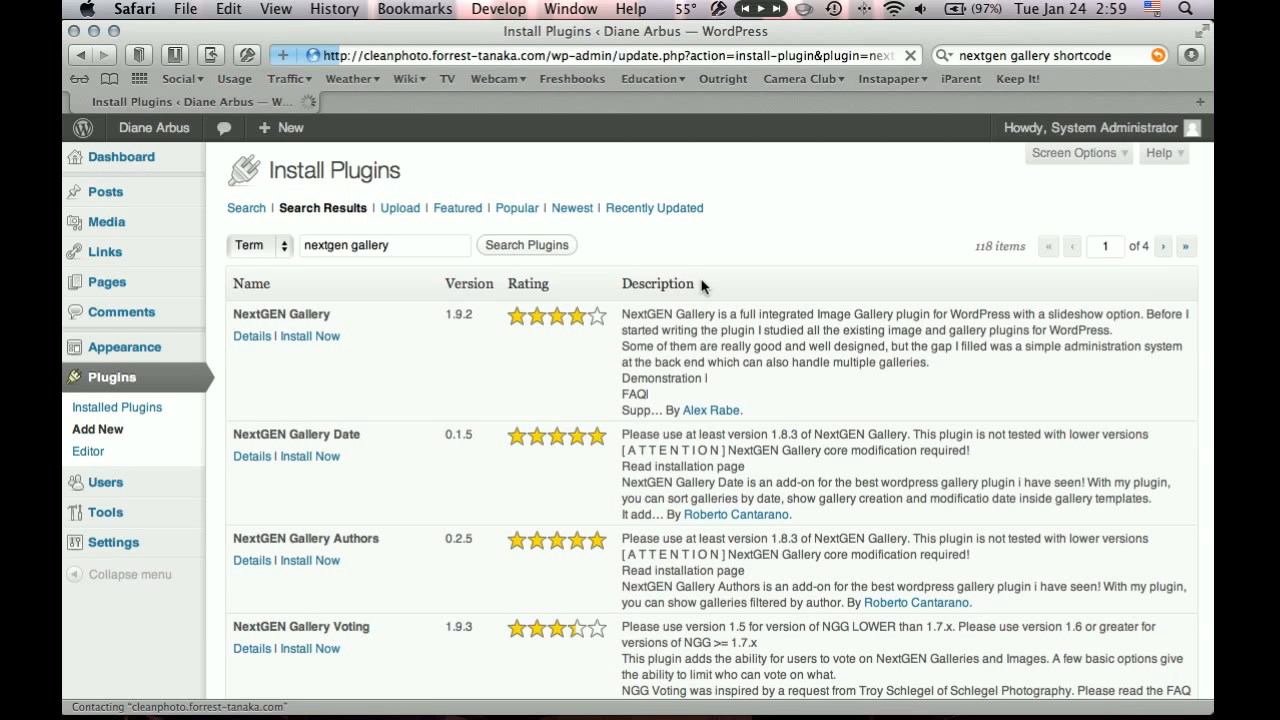 Safari File Edit View History Bookmarks Develop Window Help 55° (97%) Tue Jan 24 2:59
Install Plugins ‹ Diane Arbus — WordPress
http://cleanphoto.forrest-tanaka.com/wp-admin/update.php?action=install-plugin&plugin=next
nextgen gallery shortcode
Social Usage Traffic Weather Wiki TV Webcam Freshbooks Education Outright Camera Club Instapaper iParent Keep It!
Install Plugins ‹ Diane Arbus — W...
Diane Arbus New Howdy, System Administrator
Screen Options Help
Dashboard
Posts
Media
Links
Pages
Comments
Appearance
Plugins
Installed Plugins
Add New
Editor
Users
Tools
Settings
Collapse menu
Install Plugins
Search | Search Results | Upload | Featured | Popular | Newest | Recently Updated
Term nextgen gallery Search Plugins 118 items « ‹ 1 of 4 › »
Name Version Rating Description
NextGEN Gallery 1.9.2 NextGEN Gallery is a full integrated Image Gallery plugin for WordPress with a slideshow option. Before I
Details | Install Now started writing the plugin I studied all the existing image and gallery plugins for WordPress.
Some of them are really good and well designed, but the gap I filled was a simple administration system
at the back end which can also handle multiple galleries.
Demonstration |
FAQ|
Supp... By Alex Rabe.
NextGEN Gallery Date 0.1.5 Please use at least version 1.8.3 of NextGEN Gallery. This plugin is not tested with lower versions
Details | Install Now [ A T T E N T I O N ] NextGEN Gallery core modification required!
Read installation page
NextGEN Gallery Date is an add-on for the best wordpress gallery plugin i have seen! With my plugin,
you can sort galleries by date, show gallery creation and modificatio date inside gallery templates.
It add... By Roberto Cantarano.
NextGEN Gallery Authors 0.2.5 Please use at least version 1.8.3 of NextGEN Gallery. This plugin is not tested with lower versions
Details | Install Now [ A T T E N T I O N ] NextGEN Gallery core modification required!
Read installation page
NextGEN Gallery Authors is an add-on for the best wordpress gallery plugin i have seen! With my plugin,
you can show galleries filtered by author. By Roberto Cantarano.
NextGEN Gallery Voting 1.9.3 Please use version 1.5 for version of NGG LOWER than 1.7.x. Please use version 1.6 or greater for
Details | Install Now versions of NGG >= 1.7.x
This plugin adds the ability for users to vote on NextGEN Galleries and Images. A few basic options give
the ability to limit who can vote on what.
NGG Voting was inspired by a request from Troy Schlegel of Schlegel Photography. Please read the FAQ
Contacting "cleanphoto.forrest-tanaka.com"